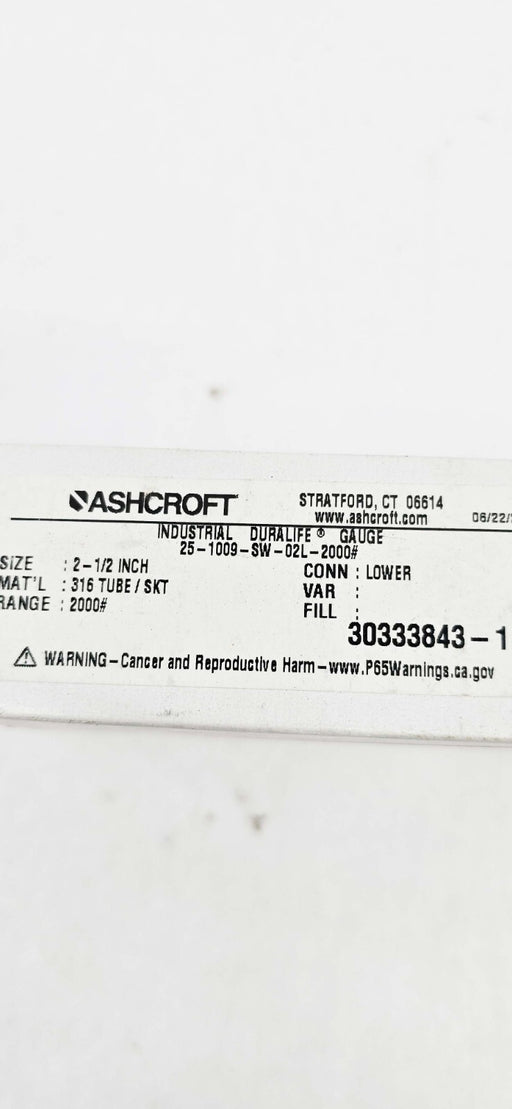 ASHCROFT
STRATFORD, CT 06614
www.ashcroft.com
06/22/
INDUSTRIAL DURALIFE® GAUGE
25-1009-SW-02L-2000#
SIZE : 2-1/2 INCH
MAT'L : 316 TUBE / SKT
RANGE : 2000#
CONN : LOWER
VAR :
FILL :
30333843-1
⚠ WARNING-Cancer and Reproductive Harm-www.P65Warnings.ca.gov